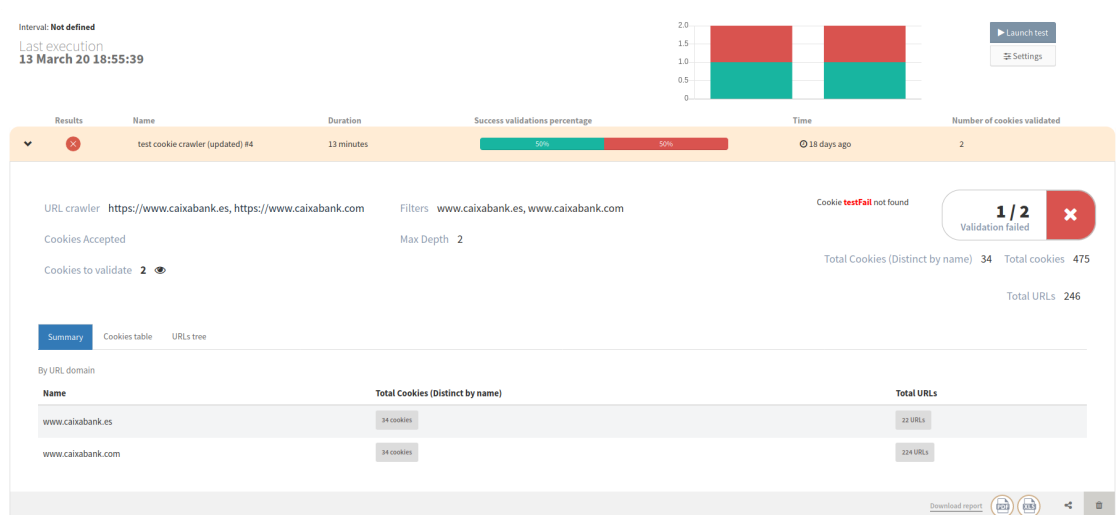 Interval: Not defined
Last execution
13 March 20 18:55:39
2.0
1.5
1.0
0.5
0
Launch test
Settings
Results Name Duration Success validations percentage Time Number of cookies validated
test cookie crawler (updated) #4 13 minutes 50% 50% 18 days ago 2
URL crawler https://www.caixabank.es, https://www.caixabank.com Filters www.caixabank.es, www.caixabank.com
Cookie testFail not found
1 / 2
Validation failed
Cookies Accepted Max Depth 2
Total Cookies (Distinct by name) 34 Total cookies 475
Cookies to validate 2
Total URLs 246
Summary Cookies table URLs tree
By URL domain
Name Total Cookies (Distinct by name) Total URLs
www.caixabank.es 34 cookies 22 URLs
www.caixabank.com 34 cookies 224 URLs
Download report PDF XLS